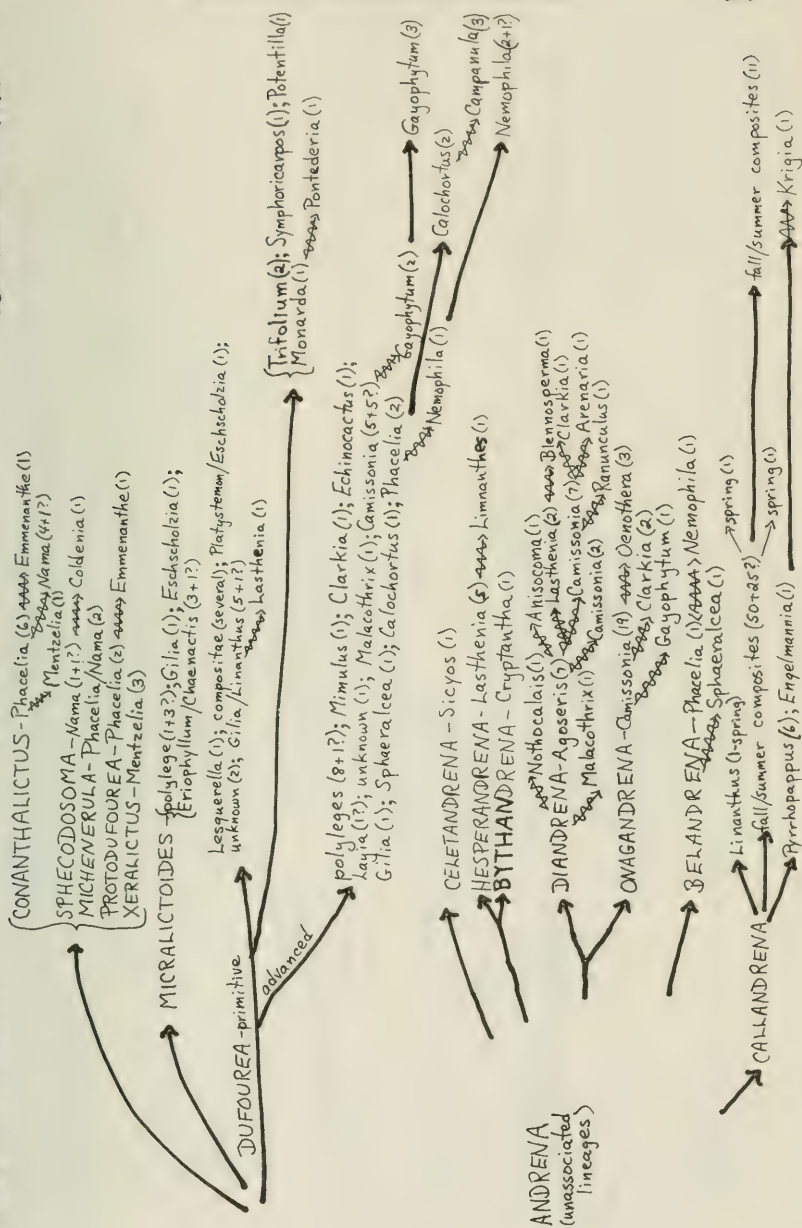 CONANTHALICTUS-Phacelia (6) Emmenanthe (1)
Nama (4+1?)
Mentzelia (1)
SPHECODOSOMA-Nama (1+1?) Coldenia (1)
MICHENERULA-Phacelia/Nama (2)
PROTODUFOUREA-Phacelia (2) Emmenanthe (1)
XERALICTUS-Mentzelia (3)
MICRALICTOIDES polylege (1+3?); Gilia (1); Eschscholzia (1);
Eriophyllum/Chaenactis (3+1?)
DUFOUREA-primitive
Lesquerella (1); compositae (several); Platystemon/Eschscholzia (1);
unknown (2); Gilia/Linanthus (5+1?)
Lasthenia (1)
Trifolium (2); Symphoricarpos (1); Potentilla (1)
Monarda (1) Pontederia (1)
advanced
polyleges (8+1?); Mimulus (1); Clarkia (1); Echinocactus (1);
Layia (1?); unknown (1); Malacothrix (1); Camissonia (5+5?)
Gilia (1); Sphaeralcea (1); Calochortus (1); Phacelia (2)
Gayophytum (2)
Gayophytum (3)
Nemophila (1)
Calochortus (2)
Campanula (3)
Nemophila (2+1?)
ANDRENA
(unassociated
lineages)
CELETANDRENA-Sicyos (1)
HESPERANDRENA-Lasthenia (5) Limnanthes (1)
BYTHANDRENA-Cryptantha (1)
Nothocalais (1) Anisocoma (1)
DIANDRENA-Agoseris (1) Lasthenia (2) Blennosperma (1)
Malacothrix (1) Camissonia (7) Clarkia (1)
Arenaria (1)
Camissonia (2) Ranunculus (1)
ONAGANDRENA-Camissonia (19) Oenothera (3)
Clarkia (2)
Gayophytum (1)
BELANDRENA-Phacelia (1) Nemophila (1)
Sphaeralcea (1)
CALLANDRENA
Linanthus (1-spring)
spring (1)
fall/summer composites (50+25?)
fall/summer composites (11)
spring (1)
Pyrrhopappus (6); Engelmannia (1)
Krigia (1)